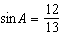 sin A = 12/13